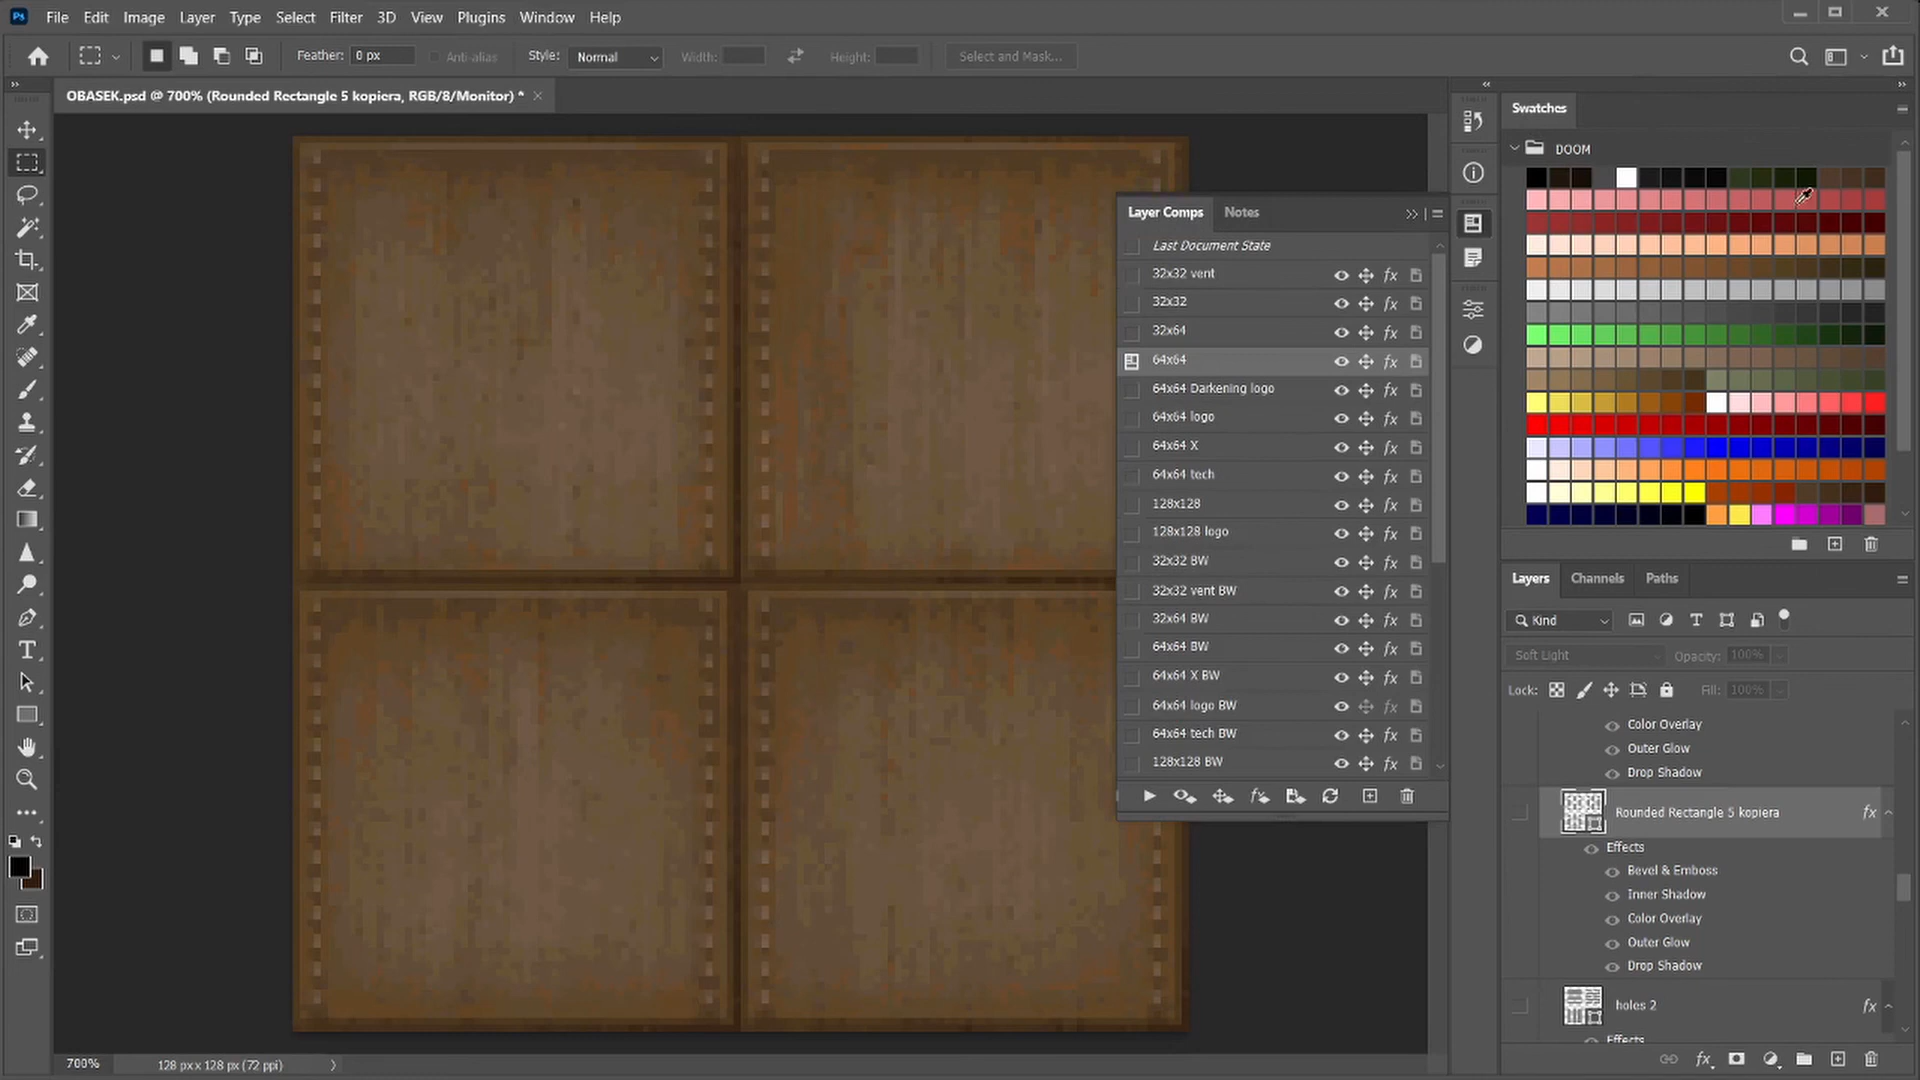 Ps File Edit Image Layer Type Select Filter 3D View Plugins Window Help
Feather: 0 px Anti-alias Style: Normal Width: Height: Select and Mask...
OBASEK.psd @ 700% (Rounded Rectangle 5 kopiera, RGB/8/Monitor) *
Swatches
DOOM
Layer Comps Notes
Last Document State
32x32 vent
32x32
32x64
64x64
64x64 Darkening logo
64x64 logo
64x64 X
64x64 tech
128x128
128x128 logo
32x32 BW
32x32 vent BW
32x64 BW
64x64 BW
64x64 X BW
64x64 logo BW
64x64 tech BW
128x128 BW
Layers Channels Paths
Kind
Soft Light Opacity: 100%
Lock: Fill: 100%
Color Overlay
Outer Glow
Drop Shadow
Rounded Rectangle 5 kopiera fx
Effects
Bevel & Emboss
Inner Shadow
Color Overlay
Outer Glow
Drop Shadow
holes 2 fx
Effects
700% 128 px x 128 px (72 ppi)